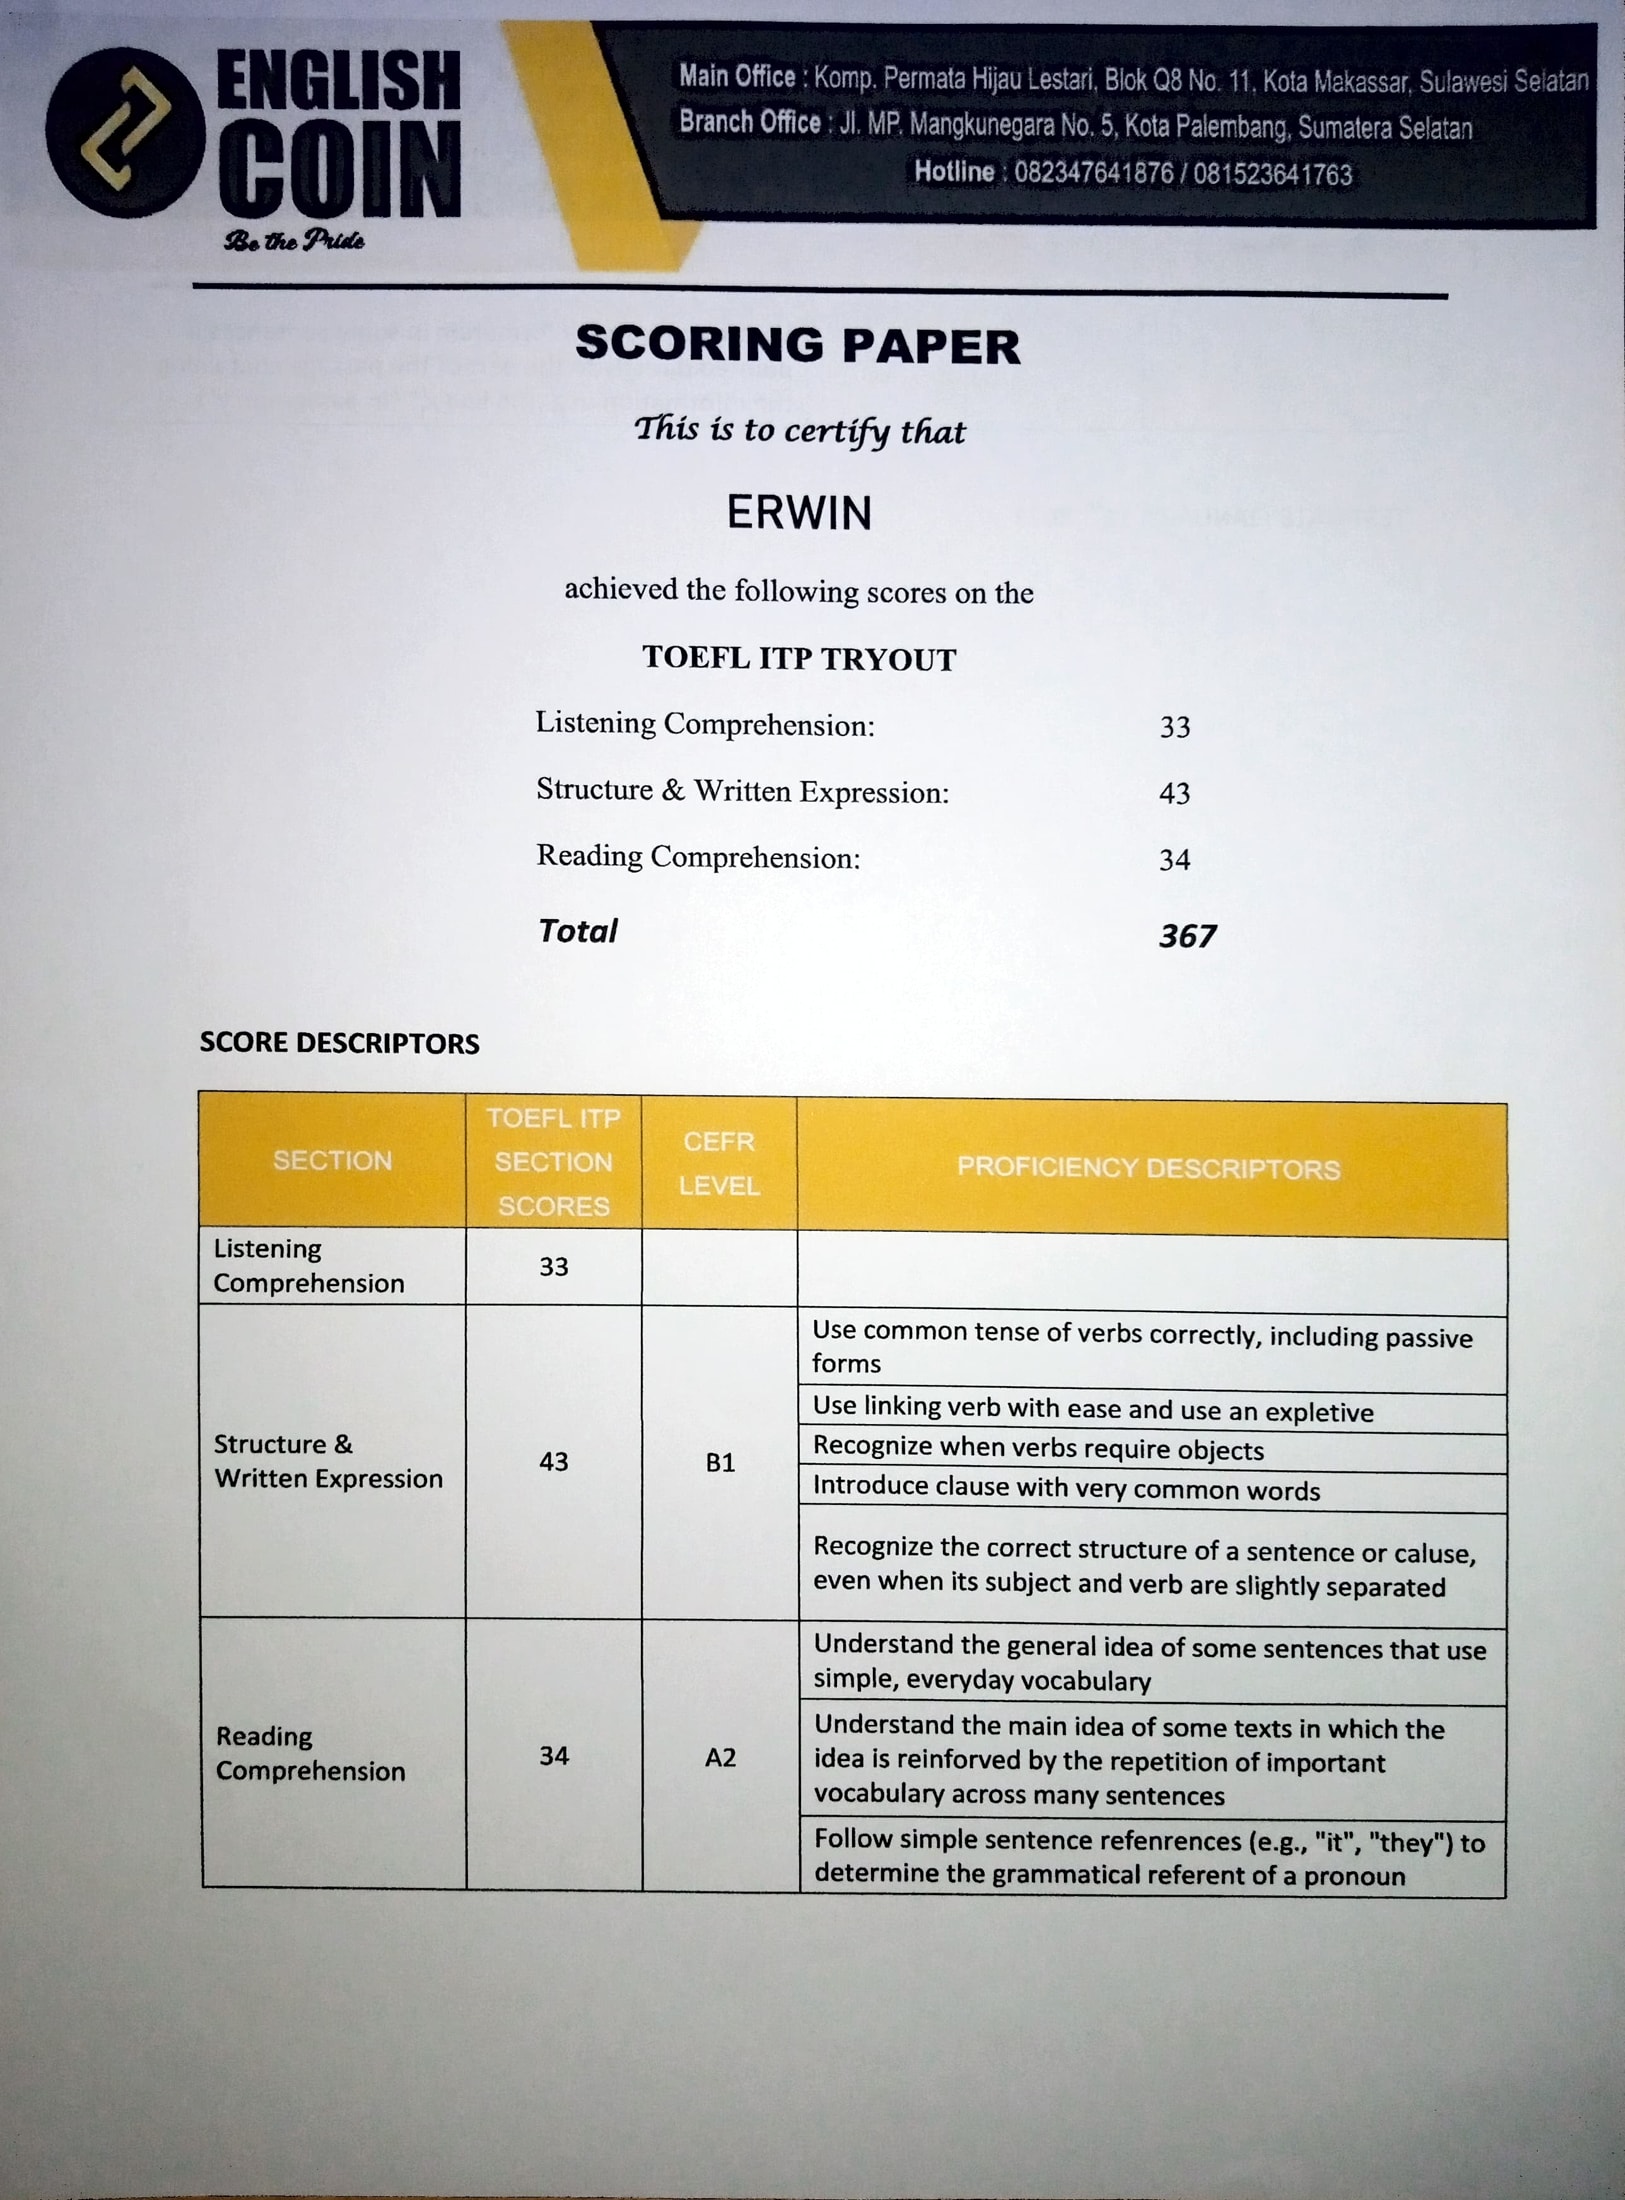 ENGLISH
COIN
Be the Pride
Main Office : Komp. Permata Hijau Lestari, Blok Q8 No. 11, Kota Makassar, Sulawesi Selatan
Branch Office : Jl. MP. Mangkunegara No. 5, Kota Palembang, Sumatera Selatan
Hotline : 082347641876 / 081523641763
SCORING PAPER
This is to certify that
ERWIN
achieved the following scores on the
TOEFL ITP TRYOUT
Listening Comprehension: 33
Structure & Written Expression: 43
Reading Comprehension: 34
Total 367
SCORE DESCRIPTORS
SECTION
TOEFL ITP
SECTION
SCORES
CEFR
LEVEL
PROFICIENCY DESCRIPTORS
Listening
Comprehension
33
Structure &
Written Expression
43
B1
Use common tense of verbs correctly, including passive
forms
Use linking verb with ease and use an expletive
Recognize when verbs require objects
Introduce clause with very common words
Recognize the correct structure of a sentence or caluse,
even when its subject and verb are slightly separated
Reading
Comprehension
34
A2
Understand the general idea of some sentences that use
simple, everyday vocabulary
Understand the main idea of some texts in which the
idea is reinforved by the repetition of important
vocabulary across many sentences
Follow simple sentence refenrences (e.g., "it", "they") to
determine the grammatical referent of a pronoun